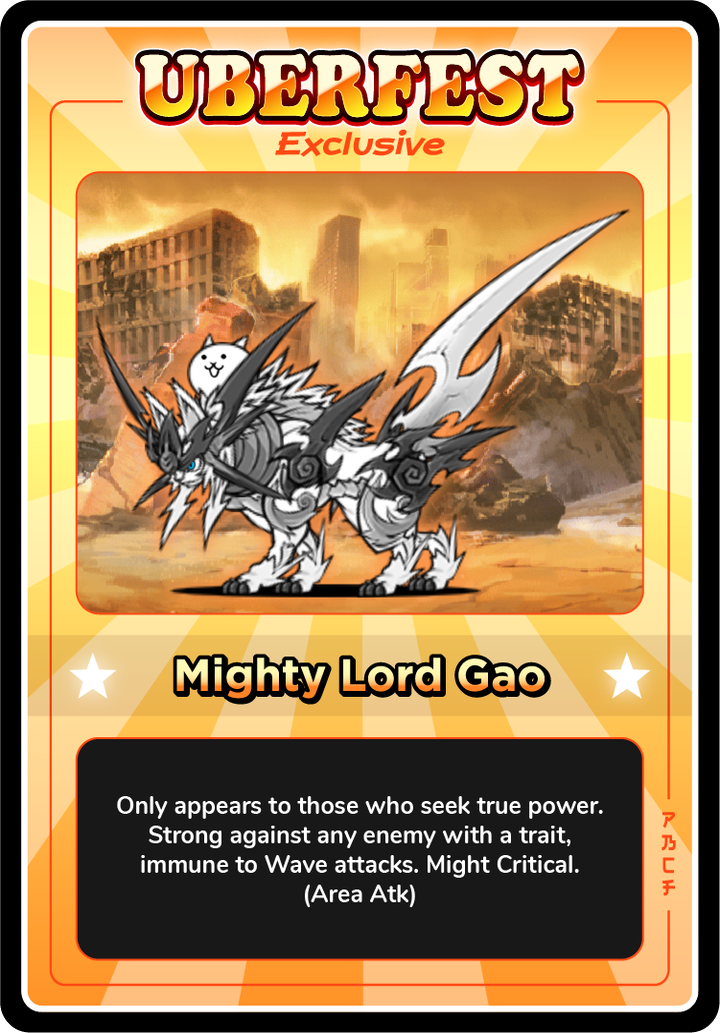 UBERFEST
Exclusive
Mighty Lord Gao
Only appears to those who seek true power.
Strong against any enemy with a trait,
immune to Wave attacks. Might Critical.
(Area Atk)
ア乃匚チ